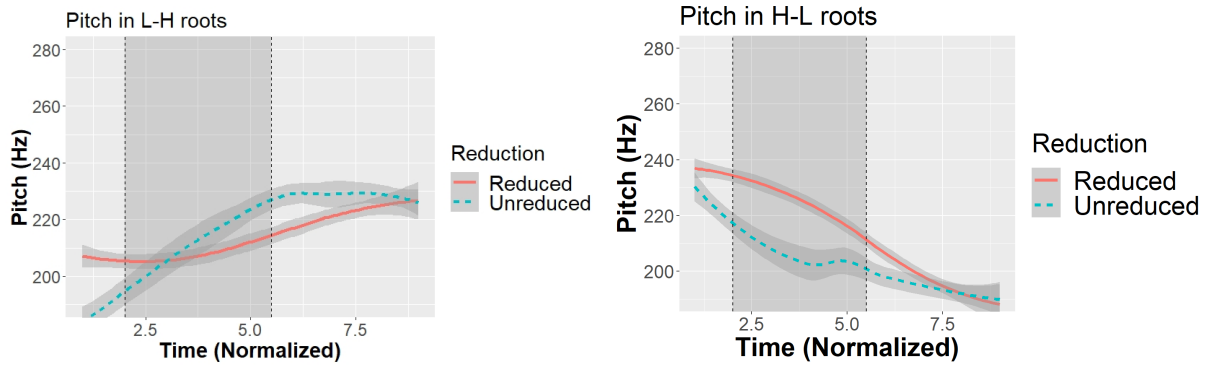 Pitch in L-H roots
280
260
240
220
200
Pitch (Hz)
2.5 5.0 7.5
Time (Normalized)
Reduction
Reduced
Unreduced
Pitch in H-L roots
280
260
240
220
200
Pitch (Hz)
2.5 5.0 7.5
Time (Normalized)
Reduction
Reduced
Unreduced